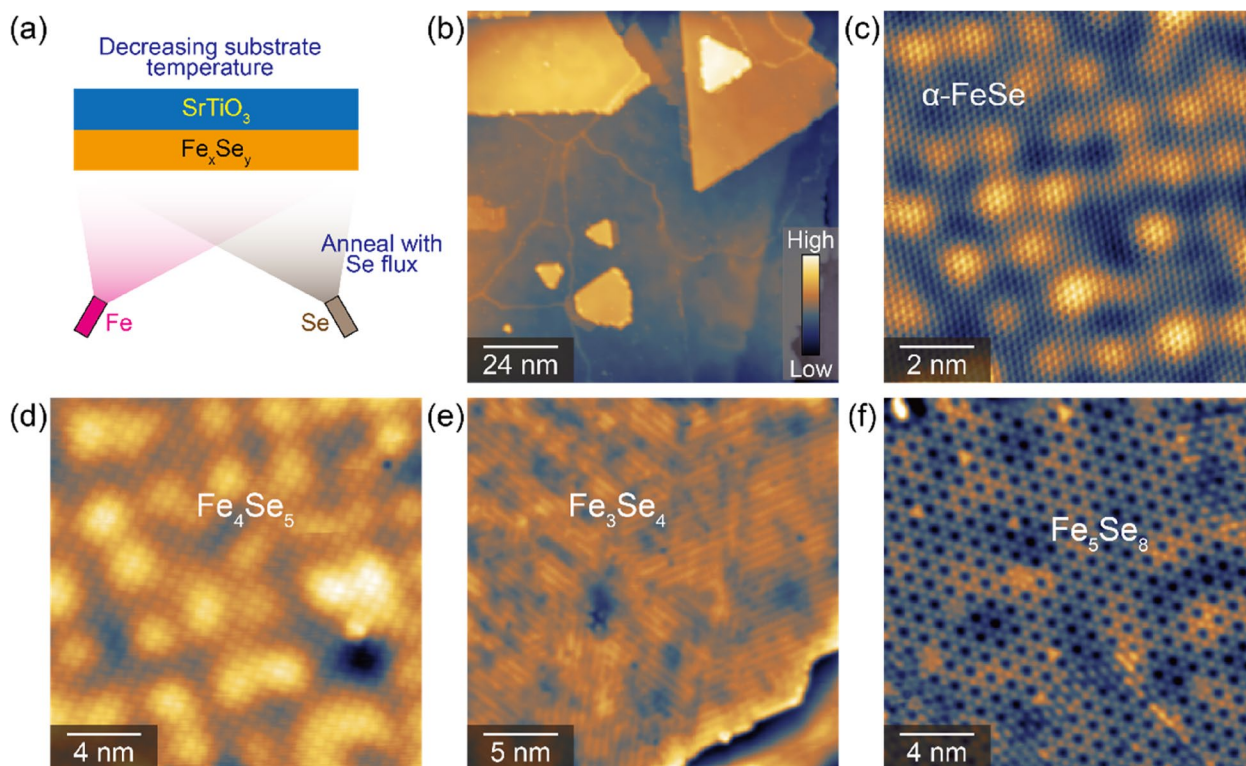 (a)
Decreasing substrate
temperature
SrTiO₃
FeₓSeᵧ
Anneal with
Se flux
Fe
Se
(b)
High
Low
24 nm
(c)
α-FeSe
2 nm
(d)
Fe₄Se₅
4 nm
(e)
Fe₃Se₄
5 nm
(f)
Fe₅Se₈
4 nm